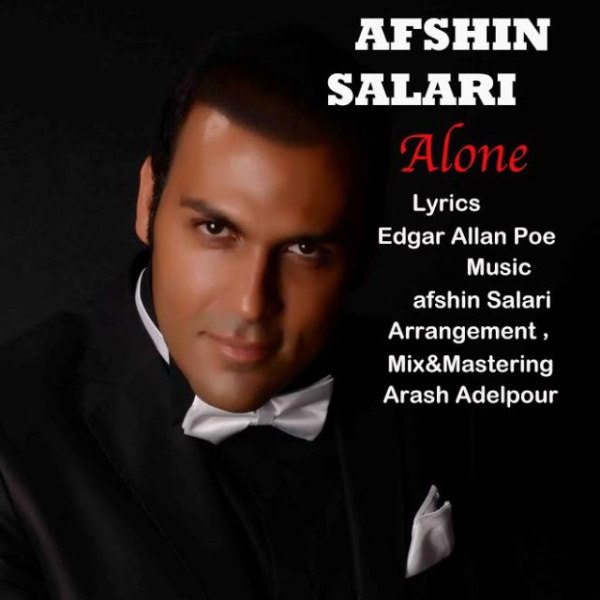 AFSHIN
SALARI
Alone
Lyrics
Edgar Allan Poe
Music
afshin Salari
Arrangement ,
Mix&Mastering
Arash Adelpour